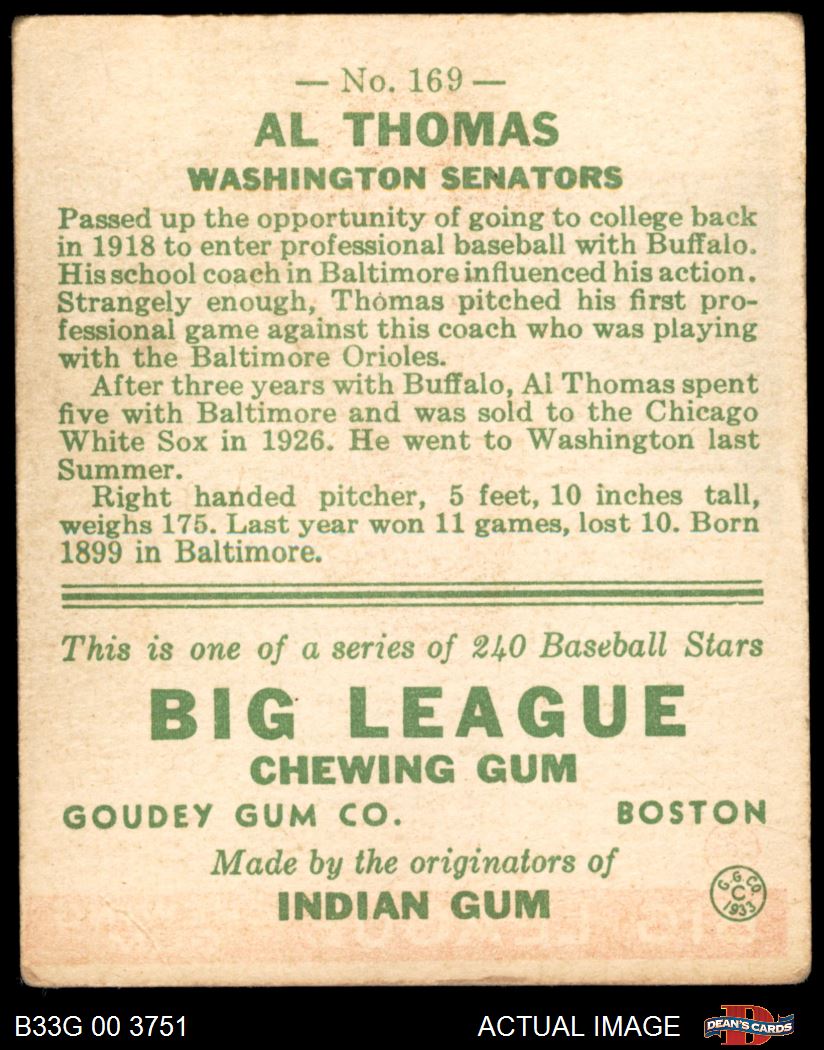 — No. 169 —
AL THOMAS
WASHINGTON SENATORS
Passed up the opportunity of going to college back
in 1918 to enter professional baseball with Buffalo.
His school coach in Baltimore influenced his action.
Strangely enough, Thomas pitched his first pro-
fessional game against this coach who was playing
with the Baltimore Orioles.
After three years with Buffalo, Al Thomas spent
five with Baltimore and was sold to the Chicago
White Sox in 1926. He went to Washington last
Summer.
Right handed pitcher, 5 feet, 10 inches tall,
weighs 175. Last year won 11 games, lost 10. Born
1899 in Baltimore.
This is one of a series of 240 Baseball Stars
BIG LEAGUE
CHEWING GUM
GOUDEY GUM CO. BOSTON
Made by the originators of
INDIAN GUM
G. G. CO.
C
1933
B33G 00 3751 ACTUAL IMAGE D DEAN'S CARDS